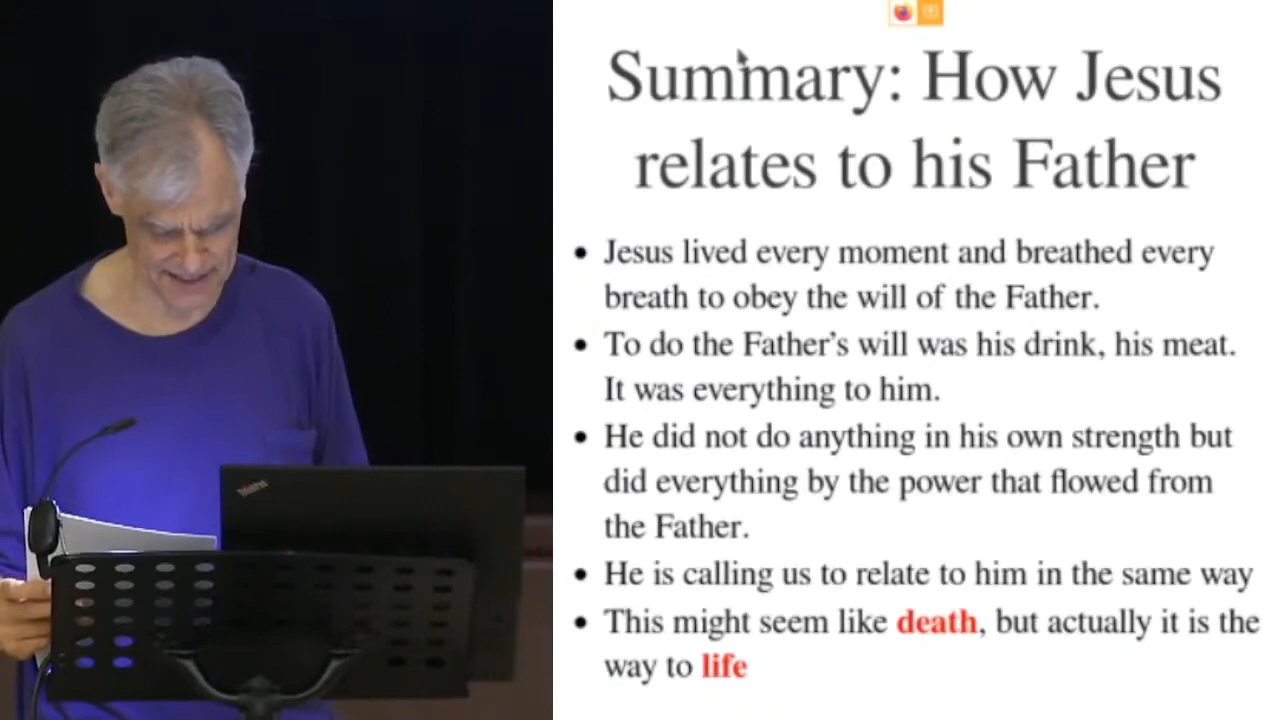 Summary: How Jesus
relates to his Father
• Jesus lived every moment and breathed every
breath to obey the will of the Father.
• To do the Father’s will was his drink, his meat.
It was everything to him.
• He did not do anything in his own strength but
did everything by the power that flowed from
the Father.
• He is calling us to relate to him in the same way
• This might seem like death, but actually it is the
way to life